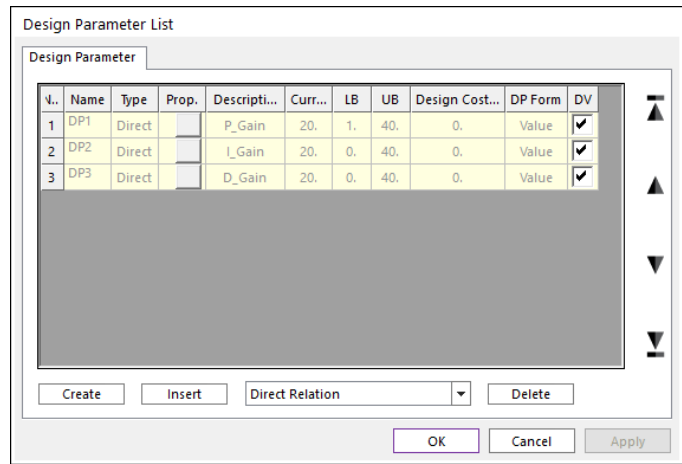 Design Parameter List
Design Parameter
N.. Name Type Prop. Descripti... Curr... LB UB Design Cost... DP Form DV
1 DP1 Direct P_Gain 20. 1. 40. 0. Value
2 DP2 Direct I_Gain 20. 0. 40. 0. Value
3 DP3 Direct D_Gain 20. 0. 40. 0. Value
Create Insert Direct Relation Delete
OK Cancel Apply